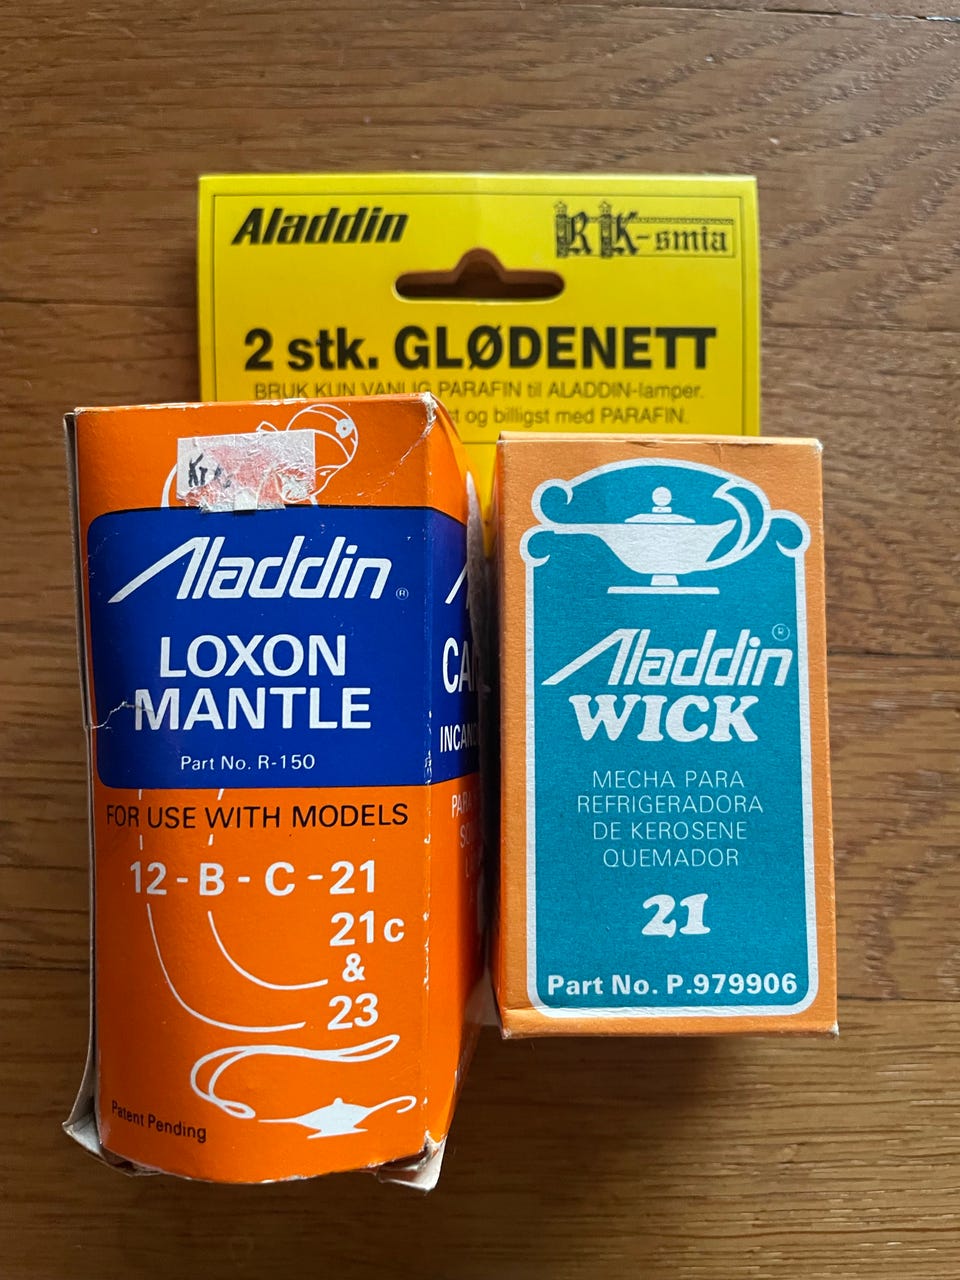 Aladdin
RK-smia
2 stk. GLØDENETT
BRUK KUN VANLIG PARAFIN til ALADDIN-lamper.
og billigst med PARAFIN.
Kr
Aladdin ®
LOXON
MANTLE
Part No. R-150
FOR USE WITH MODELS
12 - B - C - 21
21c
&
23
Patent Pending
Aladdin ®
WICK
MECHA PARA
REFRIGERADORA
DE KEROSENE
QUEMADOR
21
Part No. P.979906